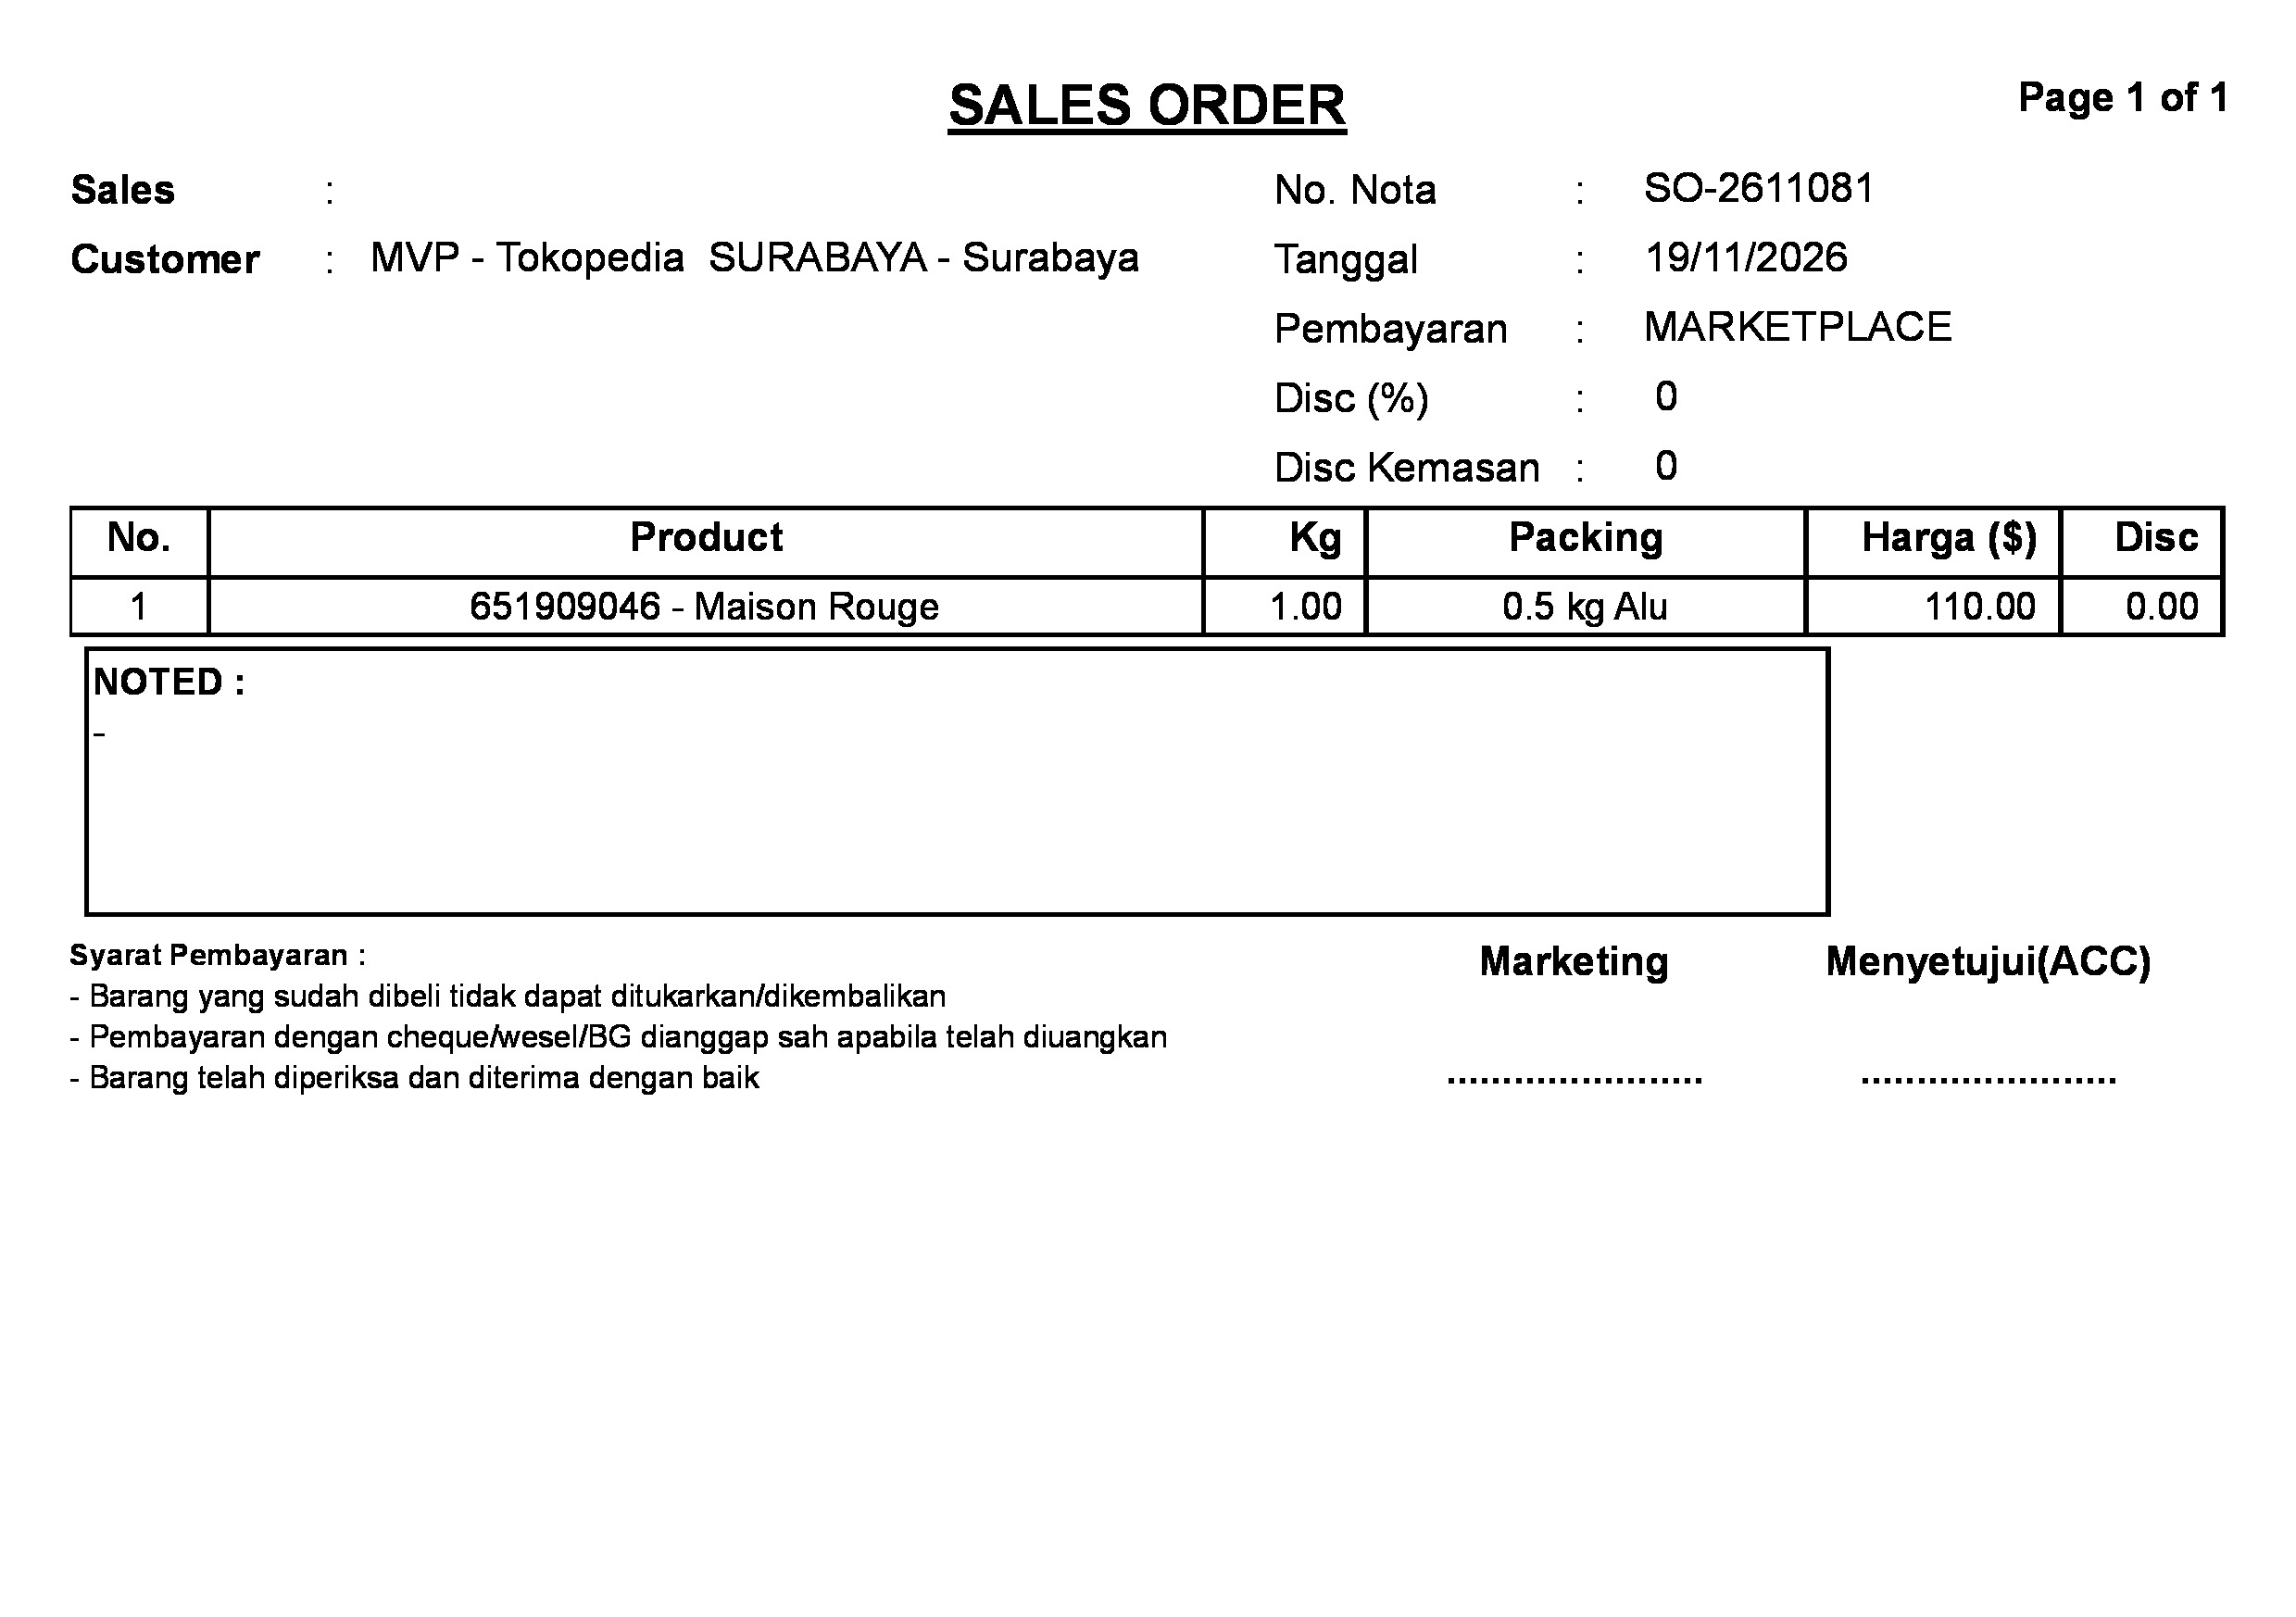 SALES ORDER
Page 1 of 1
Sales :
Customer : MVP - Tokopedia SURABAYA - Surabaya
No. Nota : SO-2611081
Tanggal : 19/11/2026
Pembayaran : MARKETPLACE
Disc (%) : 0
Disc Kemasan : 0
No. Product Kg Packing Harga ($) Disc
1 651909046 - Maison Rouge 1.00 0.5 kg Alu 110.00 0.00
NOTED :
-
Syarat Pembayaran :
- Barang yang sudah dibeli tidak dapat ditukarkan/dikembalikan
- Pembayaran dengan cheque/wesel/BG dianggap sah apabila telah diuangkan
- Barang telah diperiksa dan diterima dengan baik
Marketing Menyetujui(ACC)
....................... .......................